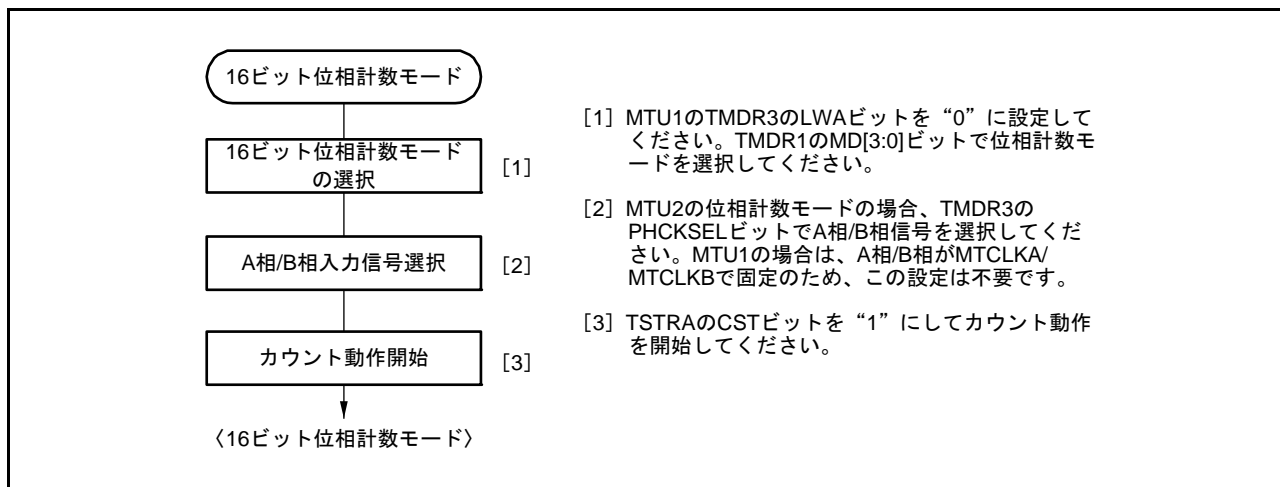 16ビット位相計数モード
16ビット位相計数モード
の選択
[1]
A相/B相入力信号選択
[2]
カウント動作開始
[3]
〈16ビット位相計数モード〉
[1] MTU1のTMDR3のLWAビットを“0”に設定して
ください。TMDR1のMD[3:0]ビットで位相計数モ
ードを選択してください。
[2] MTU2の位相計数モードの場合、TMDR3の
PHCKSELビットでA相/B相信号を選択してくだ
さい。MTU1の場合は、A相/B相がMTCLKA/
MTCLKBで固定のため、この設定は不要です。
[3] TSTRAのCSTビットを“1”にしてカウント動作
を開始してください。